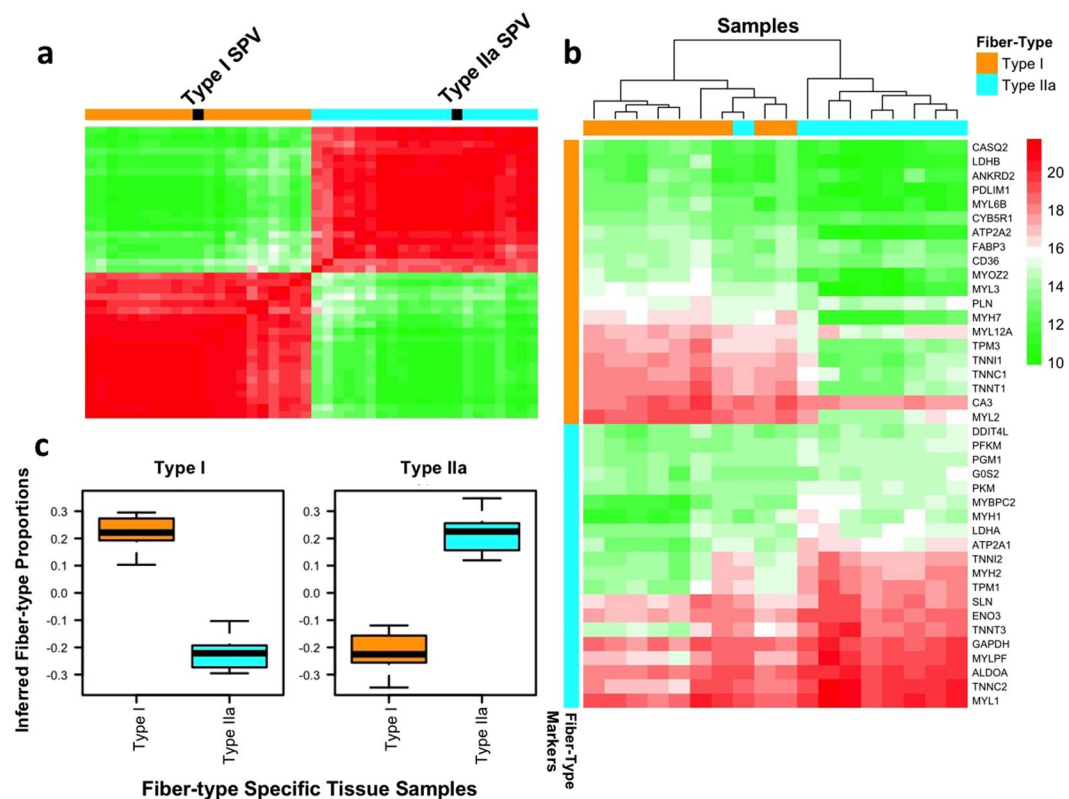 a
Type I SPV
Type IIa SPV
b
Samples
Fiber-Type
Type I
Type IIa
CASQ2
LDHB
ANKRD2
PDLIM1
MYL6B
CYB5R1
ATP2A2
FABP3
CD36
MYOZ2
MYL3
PLN
MYH7
MYL12A
TPM3
TNNI1
TNNC1
TNNT1
CA3
MYL2
DDIT4L
PFKM
PGM1
G0S2
PKM
MYBPC2
MYH1
LDHA
ATP2A1
TNNI2
MYH2
TPM1
SLN
ENO3
TNNT3
GAPDH
MYLPF
ALDOA
TNNC2
MYL1
20
18
16
14
12
10
Fiber-Type
Markers
c
Type I
Type IIa
Inferred Fiber-type Proportions
0.3
0.2
0.1
0.0
-0.1
-0.2
-0.3
0.3
0.2
0.1
0.0
-0.1
-0.2
-0.3
Type I
Type IIa
Type I
Type IIa
Fiber-type Specific Tissue Samples